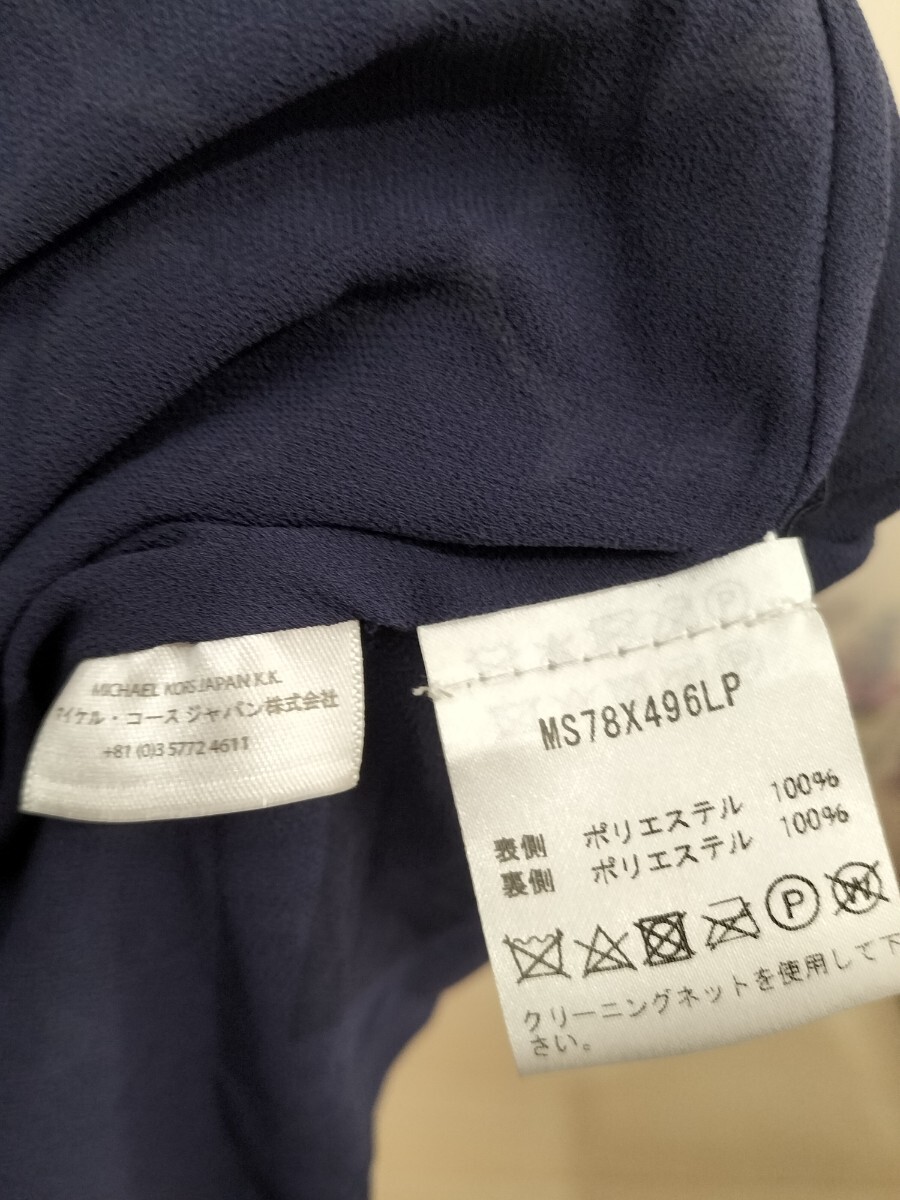 MICHAEL KORS JAPAN K.K.
マイケル・コース ジャパン株式会社
+81 (0)3 5772 4611
MS78X496LP
表側 ポリエステル 100%
裏側 ポリエステル 100%
P W
クリーニングネットを使用して下
さい。